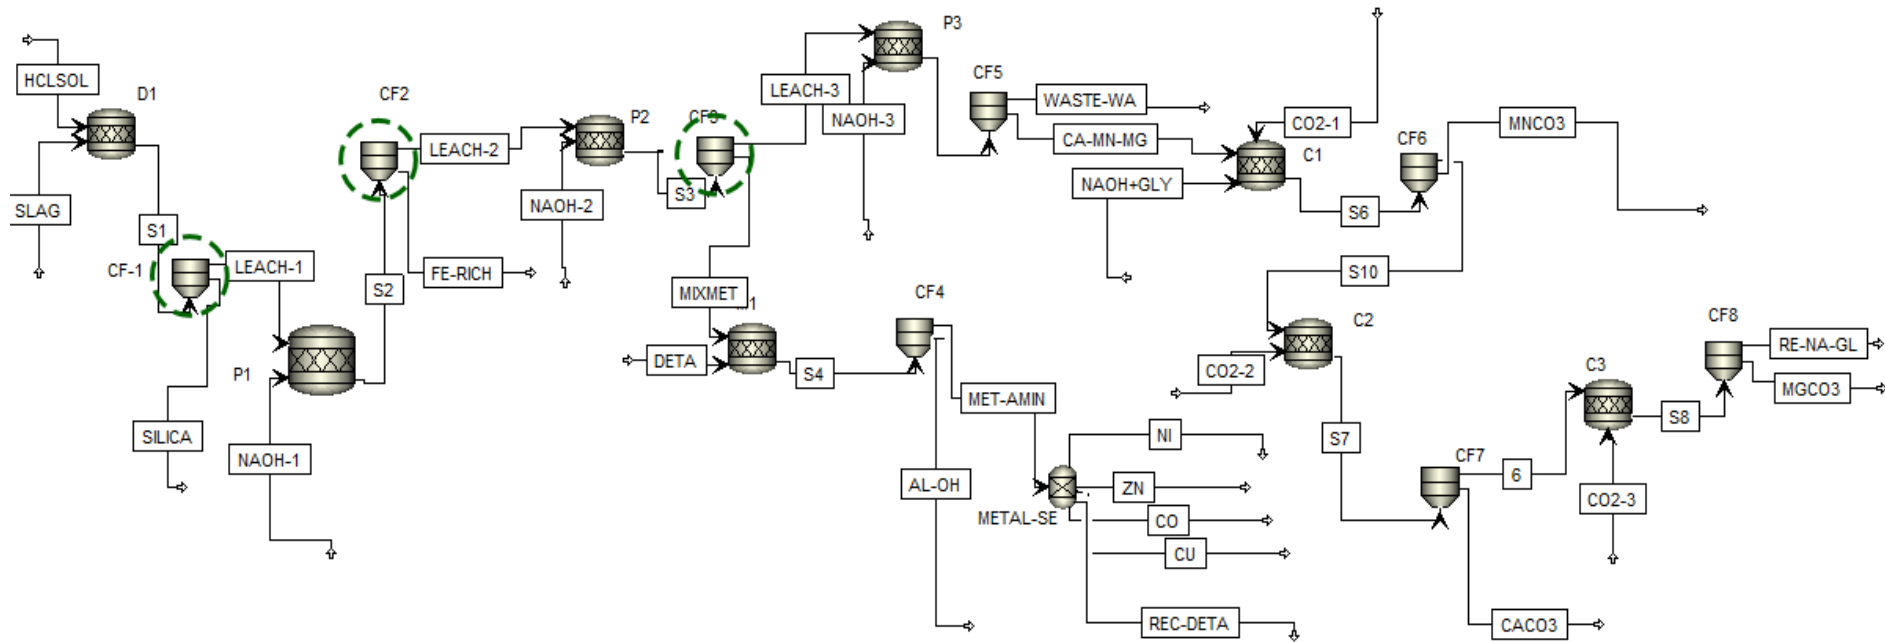 P3
HCLSOL
D1
CF2
CF5
LEACH-3
WASTE-WA
P2
CF3
NAOH-3
CO2-1
CF6
MNCO3
LEACH-2
CA-MN-MG
C1
NAOH+GLY
SLAG
NAOH-2
S3
S6
S1
CF-1
LEACH-1
S2
FE-RICH
S10
MIXMET
1
CF4
C2
CF8
RE-NA-GL
P1
DETA
S4
CO2-2
C3
MGCO3
MET-AMIN
S8
SILICA
NAOH-1
NI
S7
CF7
6
AL-OH
ZN
CO2-3
METAL-SE
CO
CU
REC-DETA
CACO3